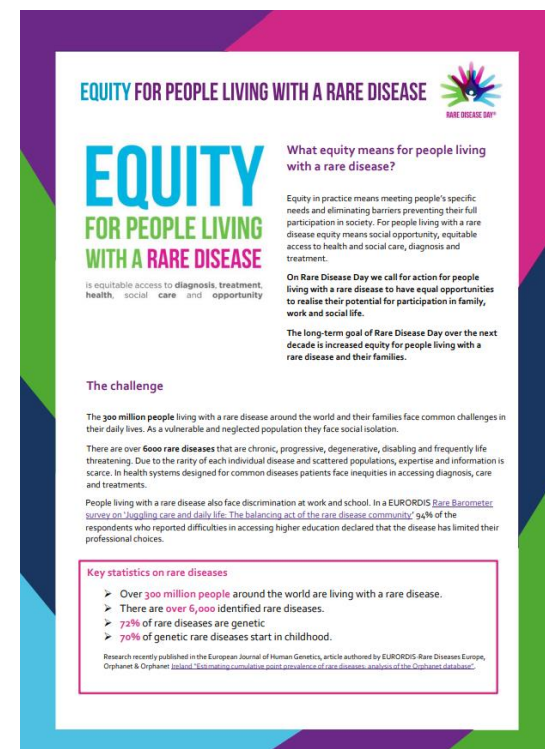 EQUITY FOR PEOPLE LIVING WITH A RARE DISEASE
RARE DISEASE DAY®
EQUITY
FOR PEOPLE LIVING
WITH A RARE DISEASE
is equitable access to diagnosis, treatment,
health, social care and opportunity
What equity means for people living
with a rare disease?
Equity in practice means meeting people's specific
needs and eliminating barriers preventing their full
participation in society. For people living with a rare
disease equity means social opportunity, equitable
access to health and social care, diagnosis and
treatment.
On Rare Disease Day we call for action for people
living with a rare disease to have equal opportunities
to realise their potential for participation in family,
work and social life.
The long-term goal of Rare Disease Day over the next
decade is increased equity for people living with a
rare disease and their families.
The challenge
The 300 million people living with a rare disease around the world and their families face common challenges in
their daily lives. As a vulnerable and neglected population they face social isolation.
There are over 6000 rare diseases that are chronic, progressive, degenerative, disabling and frequently life
threatening. Due to the rarity of each individual disease and scattered populations, expertise and information is
scarce. In health systems designed for common diseases patients face inequities in accessing diagnosis, care
and treatments.
People living with a rare disease also face discrimination at work and school. In a EURORDIS Rare Barometer
survey on 'Juggling care and daily life: The balancing act of the rare disease community' 94% of the
respondents who reported difficulties in accessing higher education declared that the disease has limited their
professional choices.
Key statistics on rare diseases
➢ Over 300 million people around the world are living with a rare disease.
➢ There are over 6,000 identified rare diseases.
➢ 72% of rare diseases are genetic
➢ 70% of genetic rare diseases start in childhood.
Research recently published in the European Journal of Human Genetics, article authored by EURORDIS-Rare Diseases Europe,
Orphanet & Orphanet Ireland "Estimating cumulative point prevalence of rare diseases: analysis of the Orphanet database".